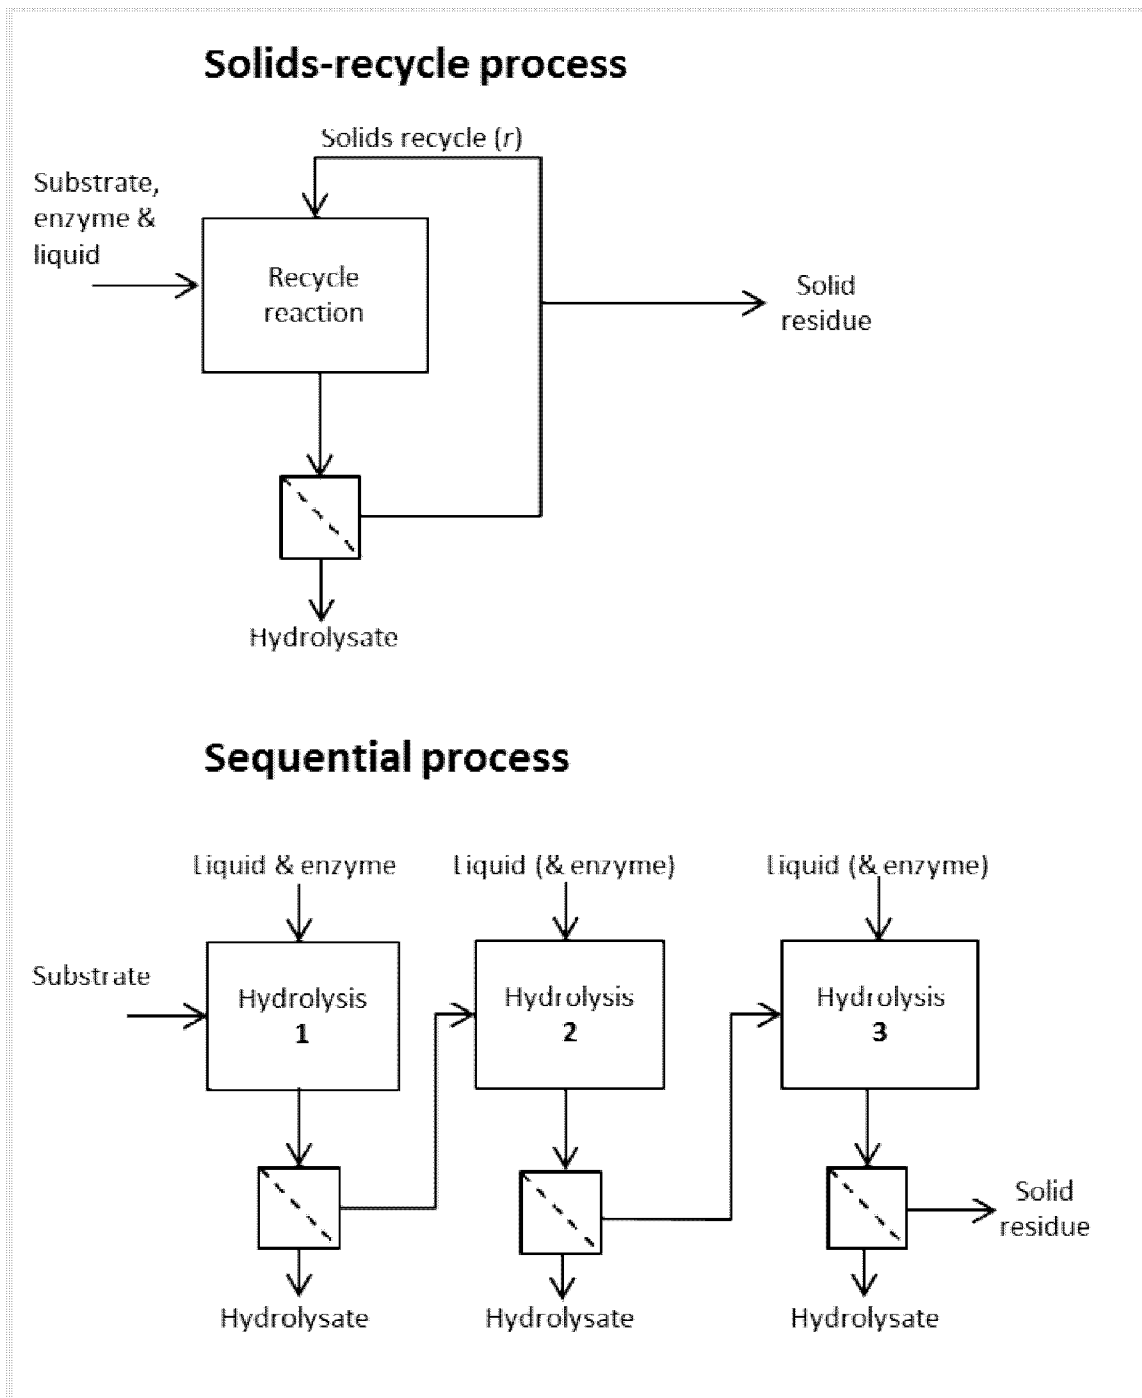 Solids-recycle process
Solids recycle (r)
Substrate,
enzyme &
liquid
Recycle
reaction
Solid
residue
Hydrolysate
Sequential process
Liquid & enzyme
Liquid (& enzyme)
Liquid (& enzyme)
Substrate
Hydrolysis
1
Hydrolysis
2
Hydrolysis
3
Solid
residue
Hydrolysate
Hydrolysate
Hydrolysate